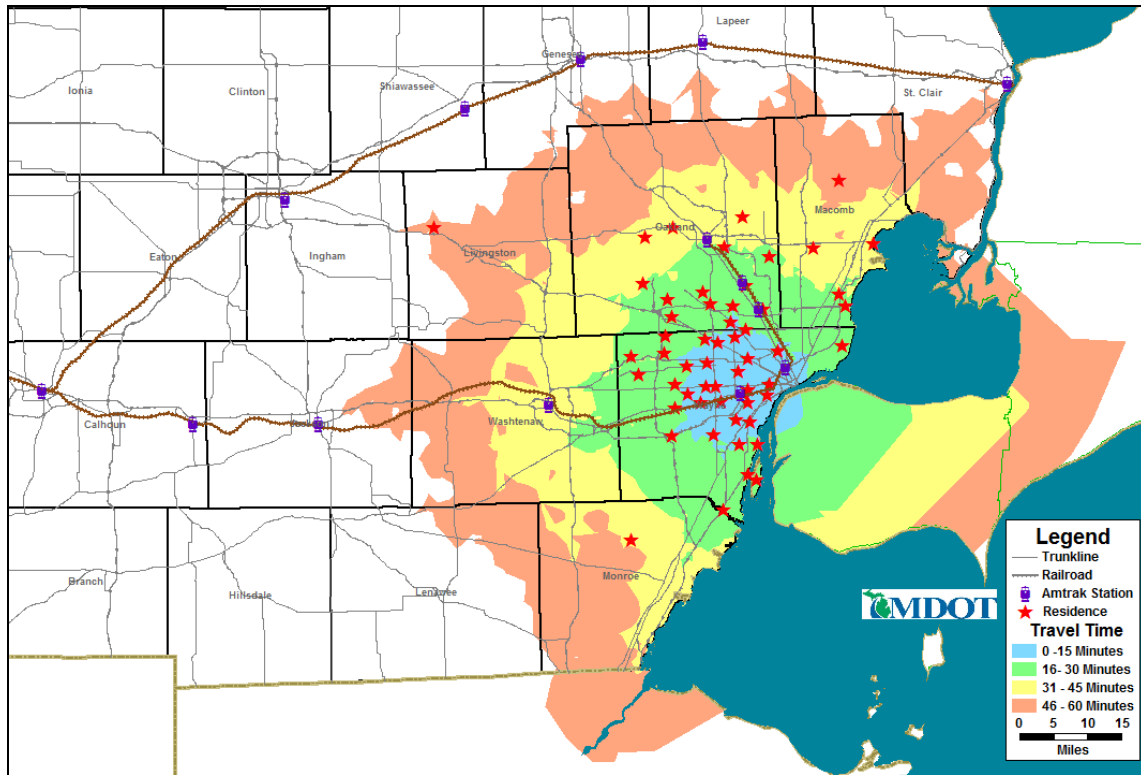 Lapeer
Genesee
Ionia
Clinton
Shiawassee
St. Clair
Macomb
Oakland
Eaton
Ingham
Livingston
Calhoun
Washtenaw
Branch
Hillsdale
Lenawee
Monroe
MDOT
Legend
Trunkline
Railroad
Amtrak Station
Residence
Travel Time
0 -15 Minutes
16- 30 Minutes
31 - 45 Minutes
46 - 60 Minutes
0 5 10 15
Miles